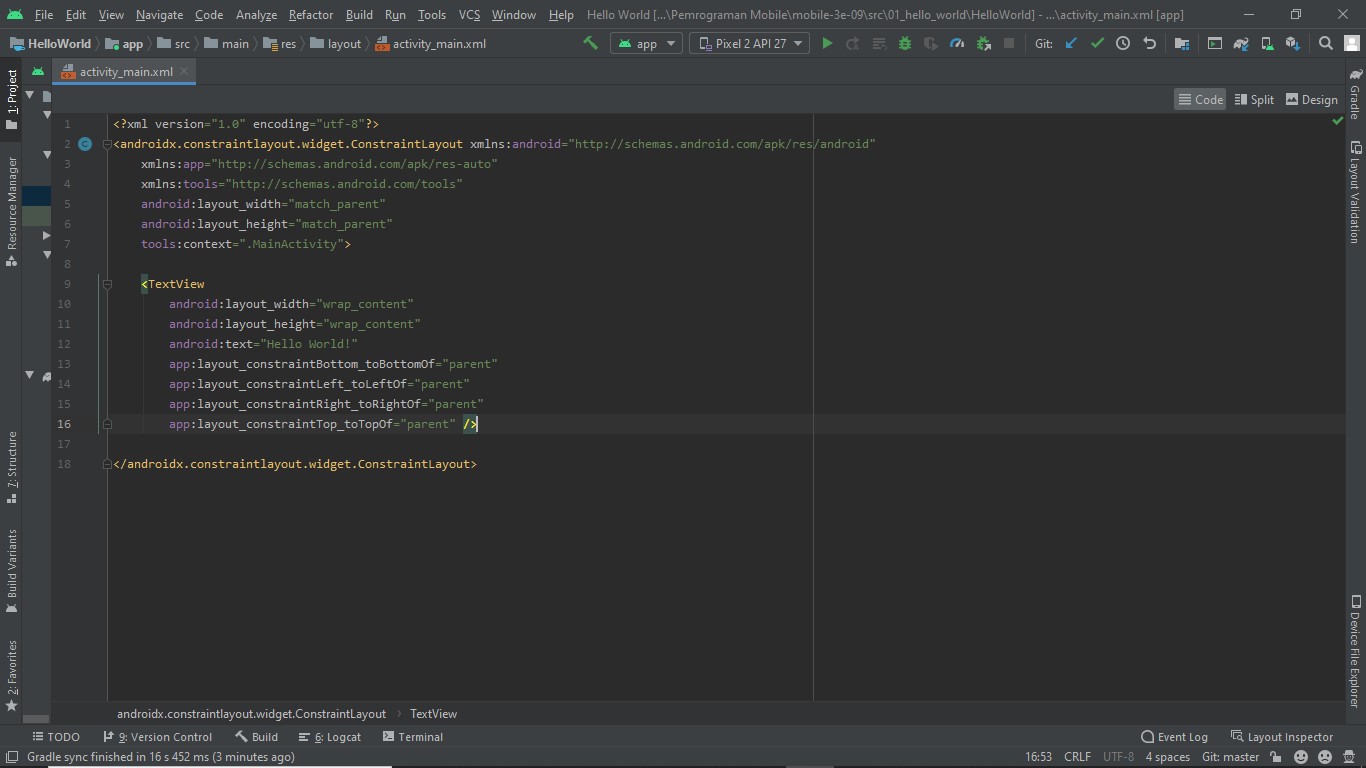 File Edit View Navigate Code Analyze Refactor Build Run Tools VCS Window Help Hello World [...\Pemrograman Mobile\mobile-3e-09\src\01_hello_world\HelloWorld] - ...\activity_main.xml [app]
HelloWorld app src main res layout activity_main.xml app Pixel 2 API 27 Git:
activity_main.xml
Code Split Design
1 <?xml version="1.0" encoding="utf-8"?>
2 <androidx.constraintlayout.widget.ConstraintLayout xmlns:android="http://schemas.android.com/apk/res/android"
3 xmlns:app="http://schemas.android.com/apk/res-auto"
4 xmlns:tools="http://schemas.android.com/tools"
5 android:layout_width="match_parent"
6 android:layout_height="match_parent"
7 tools:context=".MainActivity">
8
9 <TextView
10 android:layout_width="wrap_content"
11 android:layout_height="wrap_content"
12 android:text="Hello World!"
13 app:layout_constraintBottom_toBottomOf="parent"
14 app:layout_constraintLeft_toLeftOf="parent"
15 app:layout_constraintRight_toRightOf="parent"
16 app:layout_constraintTop_toTopOf="parent" />
17
18 </androidx.constraintlayout.widget.ConstraintLayout>
1: Project
Resource Manager
7: Structure
Build Variants
2: Favorites
Gradle
Layout Validation
Device File Explorer
androidx.constraintlayout.widget.ConstraintLayout › TextView
TODO 9: Version Control Build 6: Logcat Terminal Event Log Layout Inspector
Gradle sync finished in 16 s 452 ms (3 minutes ago) 16:53 CRLF UTF-8 4 spaces Git: master